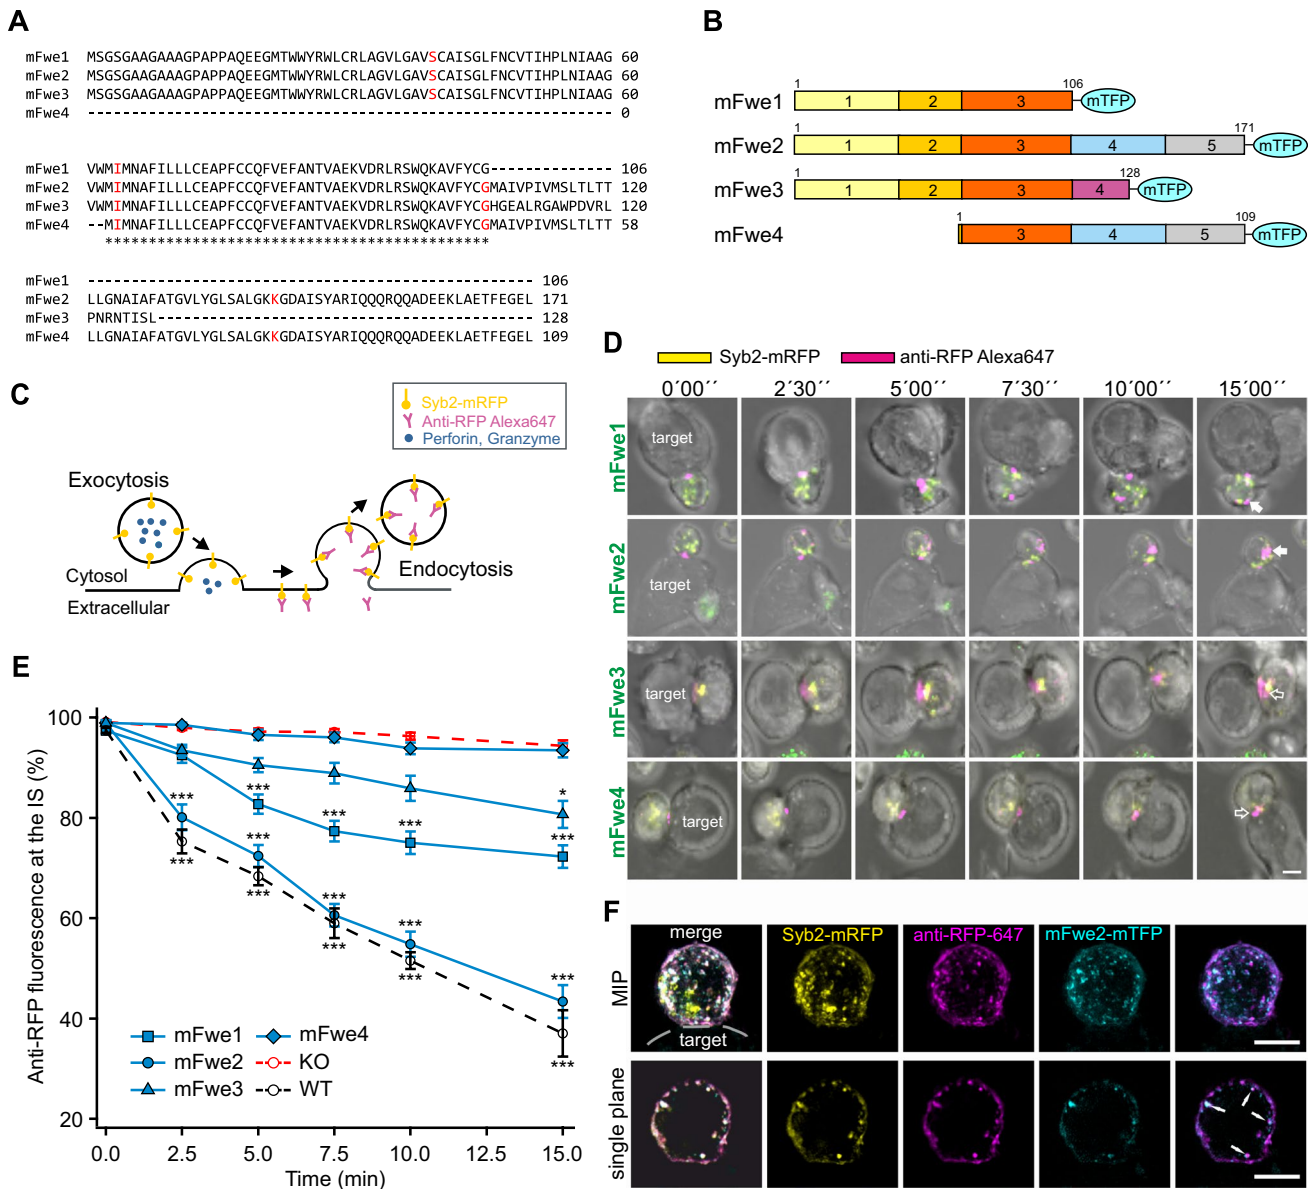 A
mFwe1 MSGSGAAGAAAGPAPPAQEEGMTWWYRWLCRLAGVLGAVSCAISGLFNCVTIHPLNIAAG 60
mFwe2 MSGSGAAGAAAGPAPPAQEEGMTWWYRWLCRLAGVLGAVSCAISGLFNCVTIHPLNIAAG 60
mFwe3 MSGSGAAGAAAGPAPPAQEEGMTWWYRWLCRLAGVLGAVSCAISGLFNCVTIHPLNIAAG 60
mFwe4 ------------------------------------------------------------ 0
mFwe1 VWMIMNAFILLLCEAPFCCQFVEFANTVAEKVDRLRSWQKAVFYCG-------------- 106
mFwe2 VWMIMNAFILLLCEAPFCCQFVEFANTVAEKVDRLRSWQKAVFYCGMAIVPIVMSLTLTT 120
mFwe3 VWMIMNAFILLLCEAPFCCQFVEFANTVAEKVDRLRSWQKAVFYCGHGEALRGAWPDVRL 120
mFwe4 --MIMNAFILLLCEAPFCCQFVEFANTVAEKVDRLRSWQKAVFYCGMAIVPIVMSLTLTT 58
********************************************
mFwe1 --------------------------------------------------- 106
mFwe2 LLGNAIAFATGVLYGLSALGKKGDAISYARIQQQRQQADEEKLAETFEGEL 171
mFwe3 PNRNTISL------------------------------------------- 128
mFwe4 LLGNAIAFATGVLYGLSALGKKGDAISYARIQQQRQQADEEKLAETFEGEL 109
B
1 106
mFwe1 1 2 3 mTFP
1 171
mFwe2 1 2 3 4 5 mTFP
1 128
mFwe3 1 2 3 4 mTFP
1 109
mFwe4 3 4 5 mTFP
C
Syb2-mRFP
Anti-RFP Alexa647
Perforin, Granzyme
Exocytosis
Cytosol
Extracellular
Endocytosis
D
Syb2-mRFP anti-RFP Alexa647
0´00´´ 2´30´´ 5´00´´ 7´30´´ 10´00´´ 15´00´´
mFwe1
target
mFwe2
target
mFwe3
target
mFwe4
target
E
Anti-RFP fluorescence at the IS (%)
100
80
60
40
20
*** *** *** *** *** *** *** *** *** *** *** *** * *** *** ***
mFwe1 mFwe4
mFwe2 KO
mFwe3 WT
0.0 2.5 5.0 7.5 10.0 12.5 15.0
Time (min)
F
merge Syb2-mRFP anti-RFP-647 mFwe2-mTFP
MIP
target
single plane